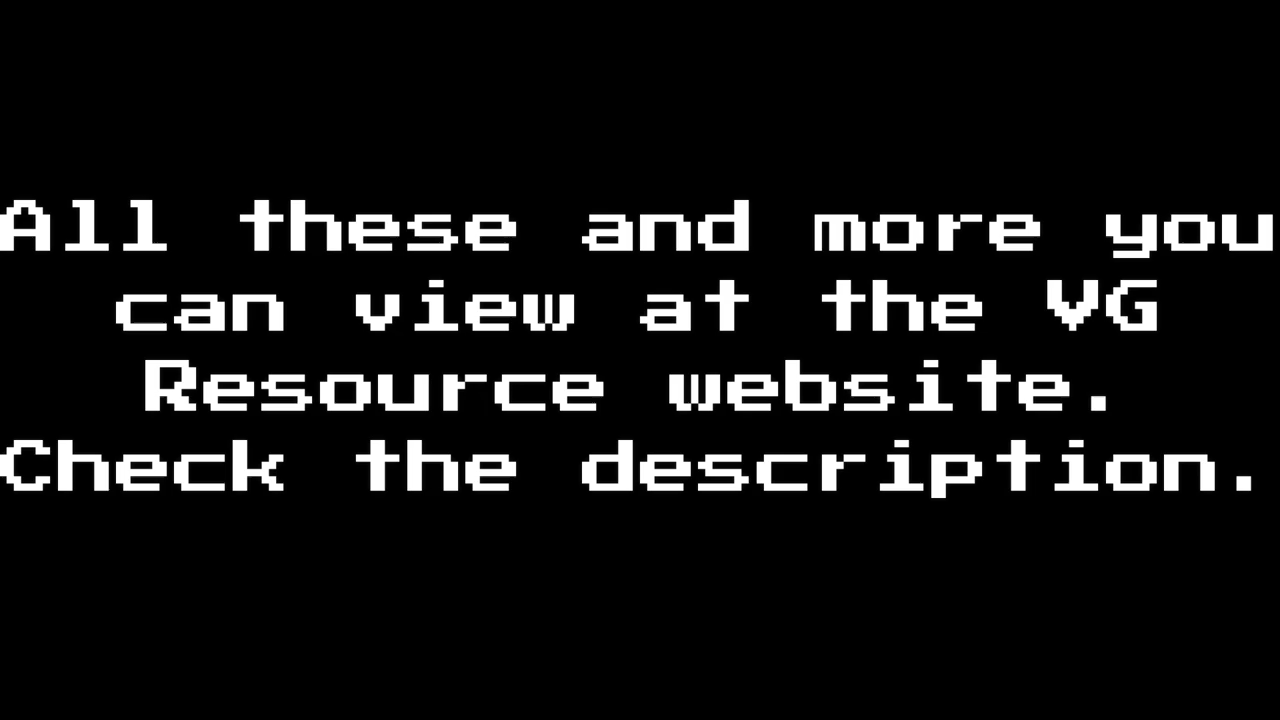 All these and more you
can view at the VG
Resource website.
Check the description.